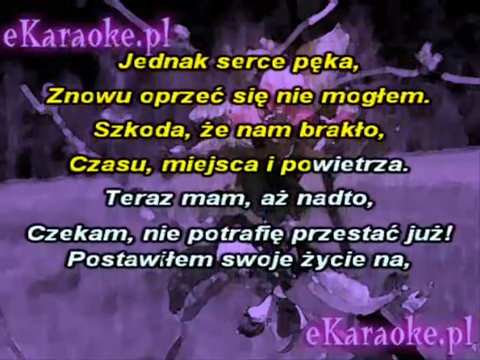 eKaraoke.pl
Jednak serce pęka,
Znowu oprzeć się nie mogłem.
Szkoda, że nam brakło,
Czasu, miejsca i powietrza.
Teraz mam, aż nadto,
Czekam, nie potrafię przestać już!
Postawiłem swoje życie na,
eKaraoke.pl